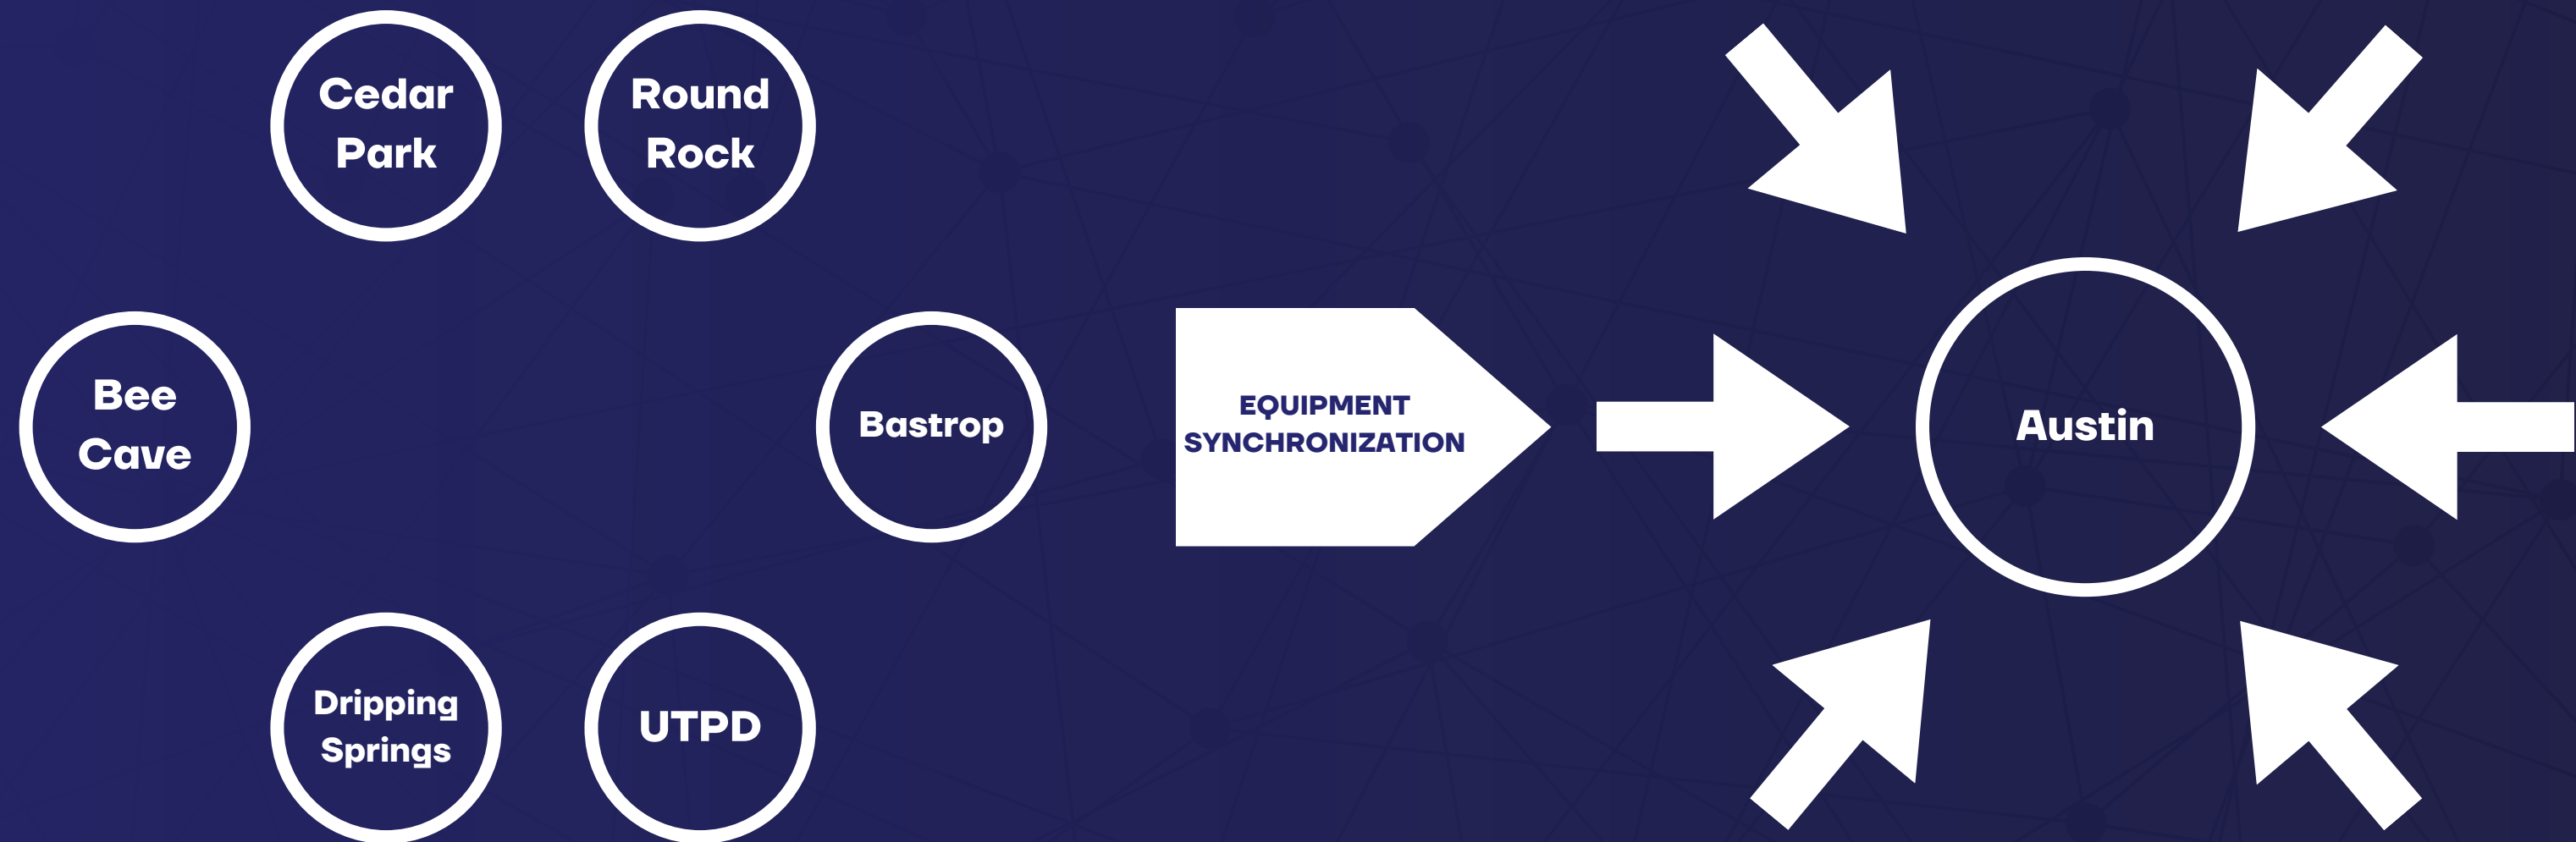 Cedar
Park
Round
Rock
Bee
Cave
Bastrop
EQUIPMENT
SYNCHRONIZATION
Austin
Dripping
Springs
UTPD